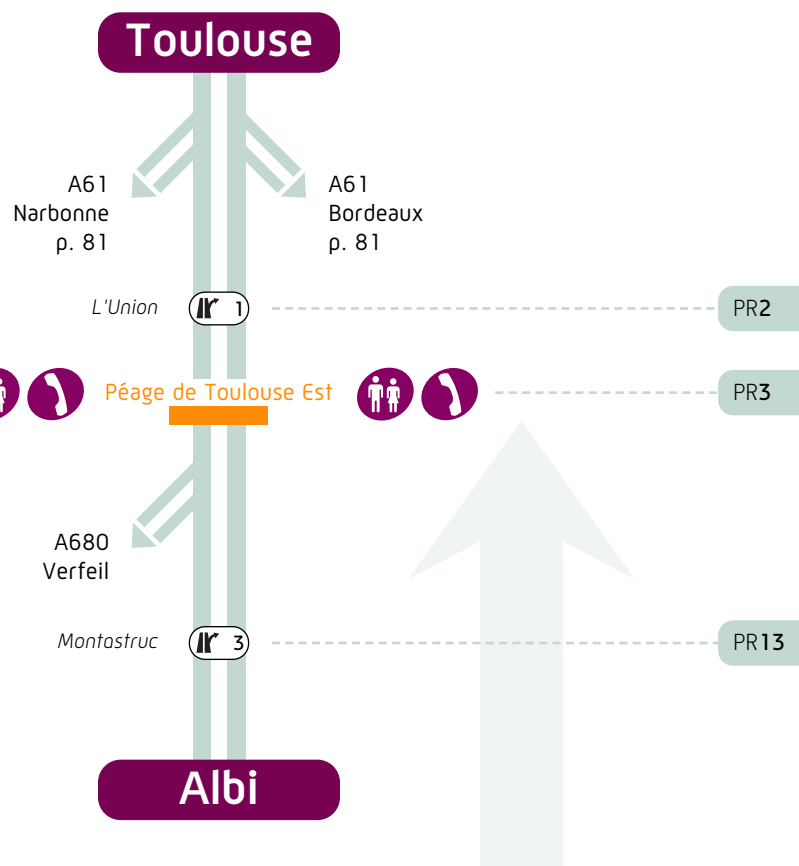 Toulouse
A61
Narbonne
p. 81
A61
Bordeaux
p. 81
L'Union
1
PR2
Péage de Toulouse Est
PR3
A680
Verfeil
Montastruc
3
PR13
Albi